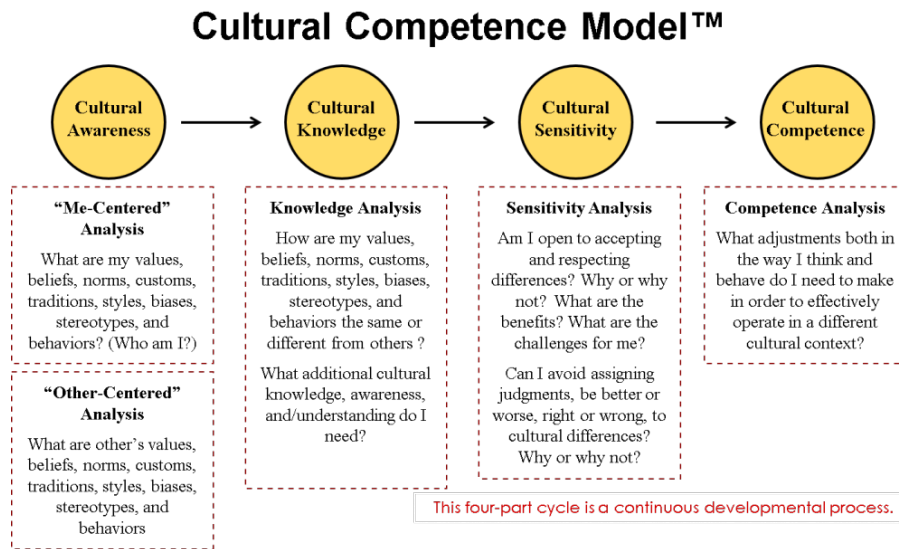 Cultural Competence Model™
Cultural
Awareness
Cultural
Knowledge
Cultural
Sensitivity
Cultural
Competence
“Me-Centered”
Analysis
What are my values,
beliefs, norms, customs,
traditions, styles, biases,
stereotypes, and
behaviors? (Who am I?)
“Other-Centered”
Analysis
What are other’s values,
beliefs, norms, customs,
traditions, styles, biases,
stereotypes, and
behaviors
Knowledge Analysis
How are my values,
beliefs, norms, customs,
traditions, styles, biases,
stereotypes, and
behaviors the same or
different from others ?
What additional cultural
knowledge, awareness,
and/understanding do I
need?
Sensitivity Analysis
Am I open to accepting
and respecting
differences? Why or why
not? What are the
benefits? What are the
challenges for me?
Can I avoid assigning
judgments, be better or
worse, right or wrong, to
cultural differences?
Why or why not?
Competence Analysis
What adjustments both in
the way I think and
behave do I need to make
in order to effectively
operate in a different
cultural context?
This four-part cycle is a continuous developmental process.